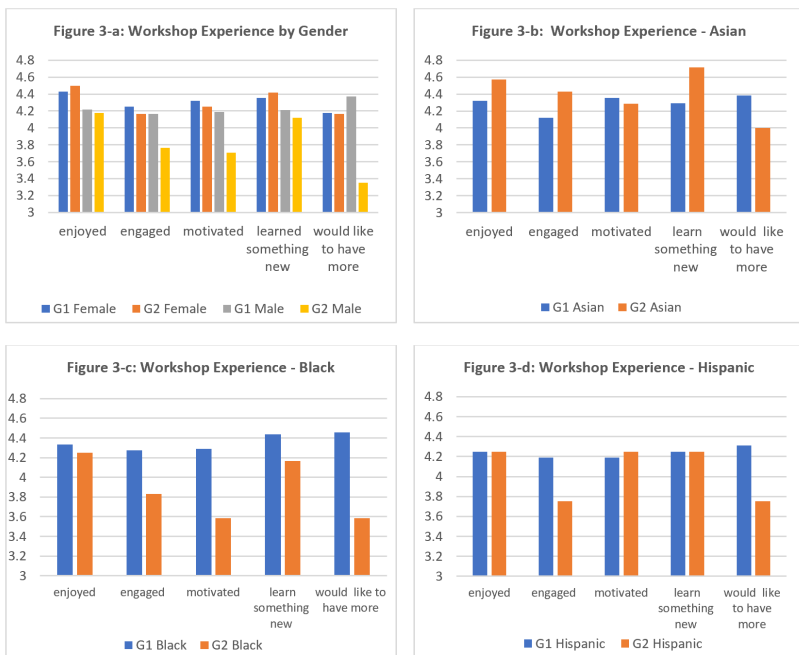 Figure 3-a: Workshop Experience by Gender
4.8
4.6
4.4
4.2
4
3.8
3.6
3.4
3.2
3
enjoyed
engaged
motivated
learned
something
new
would like
to have
more
G1 Female
G2 Female
G1 Male
G2 Male
Figure 3-b: Workshop Experience - Asian
4.8
4.6
4.4
4.2
4
3.8
3.6
3.4
3.2
3
enjoyed
engaged
motivated
learn
something
new
would like
to have
more
G1 Asian
G2 Asian
Figure 3-c: Workshop Experience - Black
4.8
4.6
4.4
4.2
4
3.8
3.6
3.4
3.2
3
enjoyed
engaged
motivated
learn
something
new
would like to
have more
G1 Black
G2 Black
Figure 3-d: Workshop Experience - Hispanic
4.8
4.6
4.4
4.2
4
3.8
3.6
3.4
3.2
3
enjoyed
engaged
motivated
learn
something
new
would like
to have
more
G1 Hispanic
G2 Hispanic